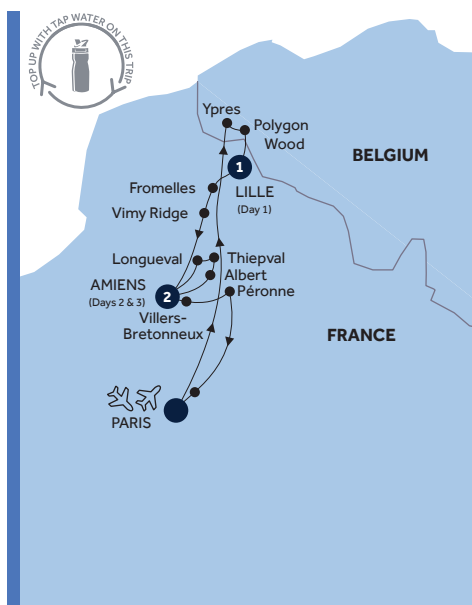 TOP UP WITH TAP WATER ON THIS TRIP
Ypres
Polygon
Wood
BELGIUM
1
LILLE
(Day 1)
Fromelles
Vimy Ridge
Longueval
Thiepval
Albert
AMIENS
(Days 2 & 3)
2
Péronne
Villers-
Bretonneux
FRANCE
PARIS